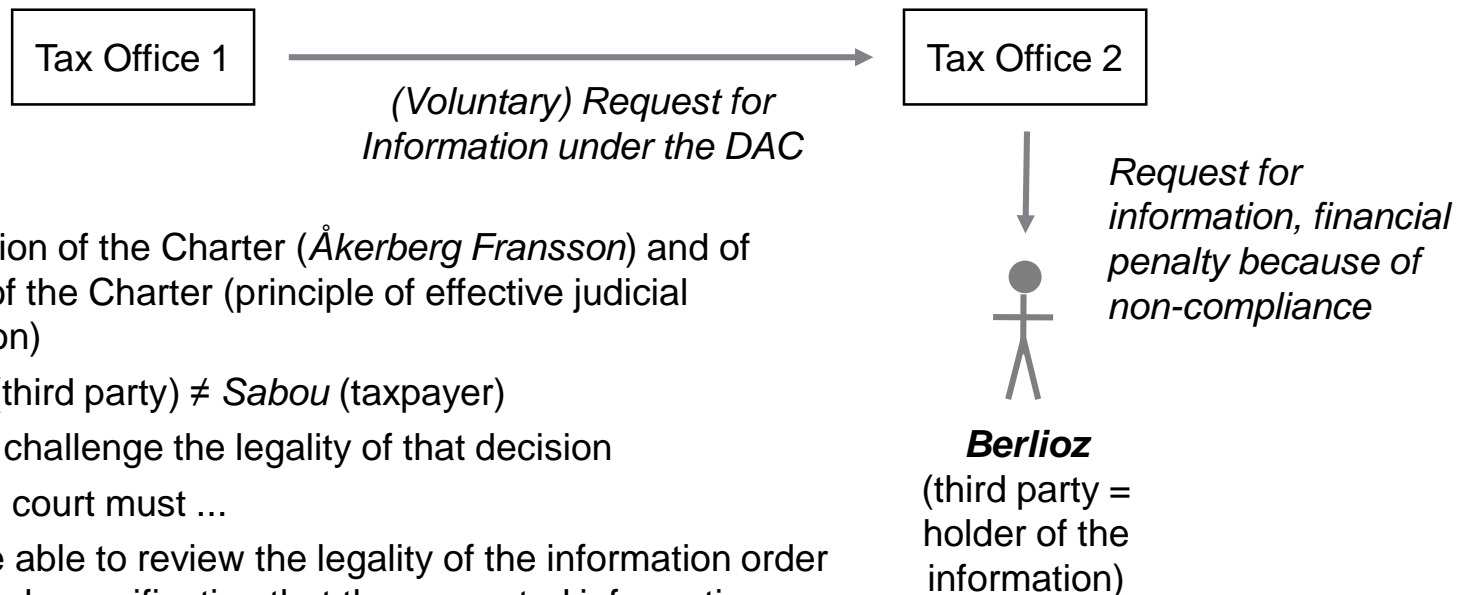 Tax Office 1
Tax Office 2
(Voluntary) Request for
Information under the DAC
Request for
information, financial
penalty because of
non-compliance
tion of the Charter (Åkerberg Fransson) and of
of the Charter (principle of effective judicial
on)
(third party) ≠ Sabou (taxpayer)
challenge the legality of that decision
court must ...
e able to review the legality of the information order
Berlioz
(third party =
holder of the
information)